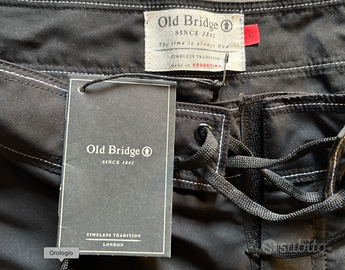 Old Bridge
SINCE 1842
The time is always Now
TIMELESS TRADITION
MADE IN ARGENTINA
Old Bridge
SINCE 1842
TIMELESS TRADITION
LONDON
Orologio
subito